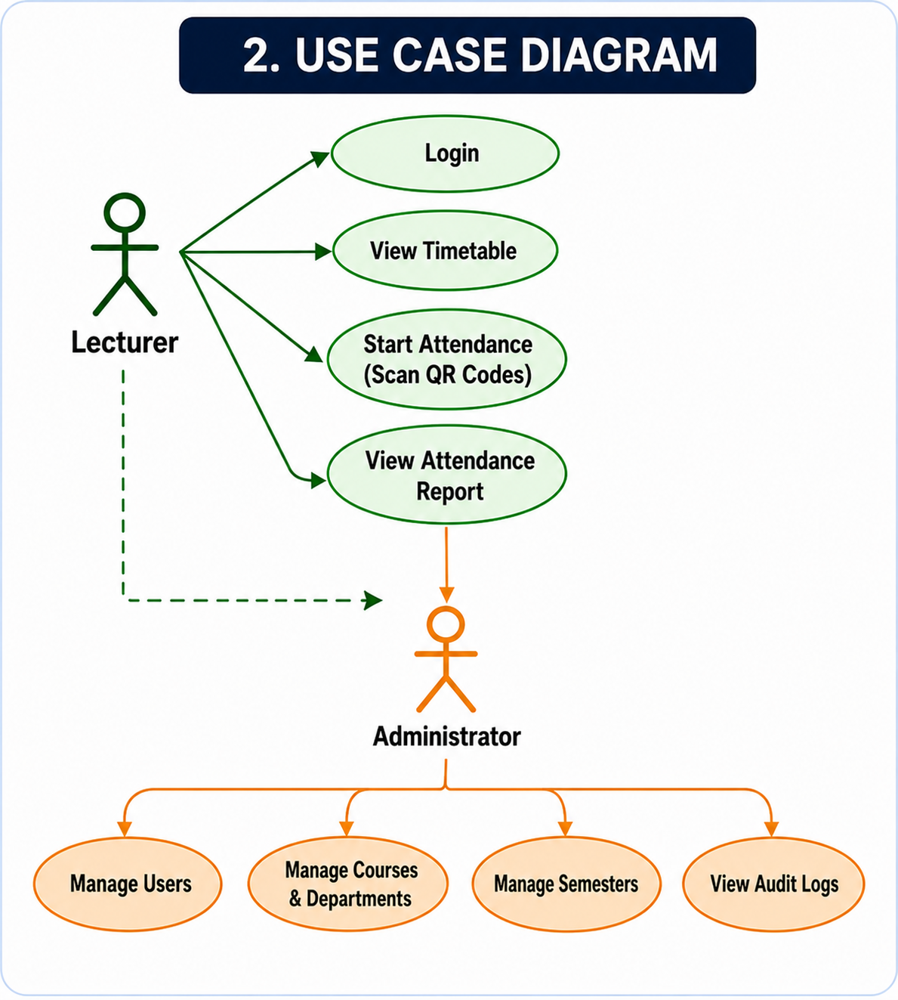 2. USE CASE DIAGRAM
Login
View Timetable
Lecturer
Start Attendance
(Scan QR Codes)
View Attendance
Report
Administrator
Manage Users
Manage Courses
& Departments
Manage Semesters
View Audit Logs